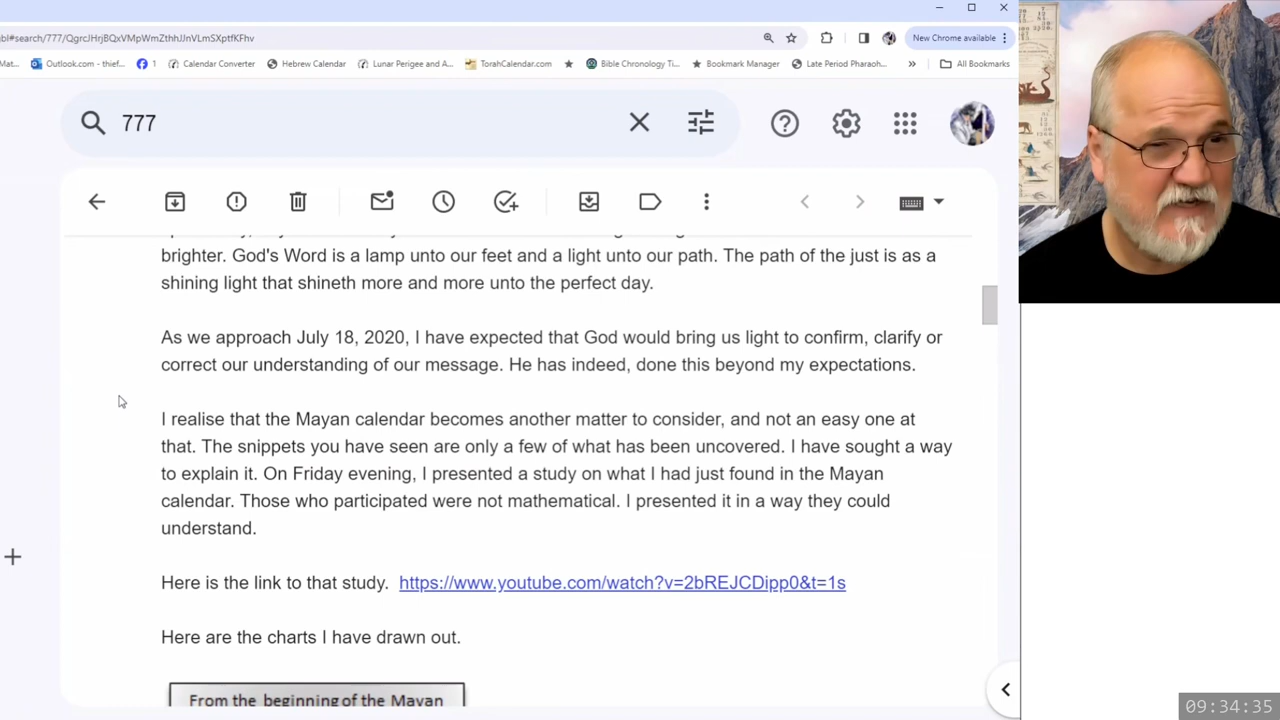 gbl#search/777/QgrcJHrjBQxVMpWmZthhJJnVLmSXptfKFhv
New Chrome available
Mat... Outlook.com - thief... 1 Calendar Converter Hebrew Calendar Lunar Perigee and A... TorahCalendar.com Bible Chronology Ti... Bookmark Manager Late Period Pharaoh... » All Bookmarks
777
brighter. God's Word is a lamp unto our feet and a light unto our path. The path of the just is as a
shining light that shineth more and more unto the perfect day.
As we approach July 18, 2020, I have expected that God would bring us light to confirm, clarify or
correct our understanding of our message. He has indeed, done this beyond my expectations.
I realise that the Mayan calendar becomes another matter to consider, and not an easy one at
that. The snippets you have seen are only a few of what has been uncovered. I have sought a way
to explain it. On Friday evening, I presented a study on what I had just found in the Mayan
calendar. Those who participated were not mathematical. I presented it in a way they could
understand.
Here is the link to that study. https://www.youtube.com/watch?v=2bREJCDipp0&t=1s
Here are the charts I have drawn out.
From the beginning of the Mayan
09:34:35